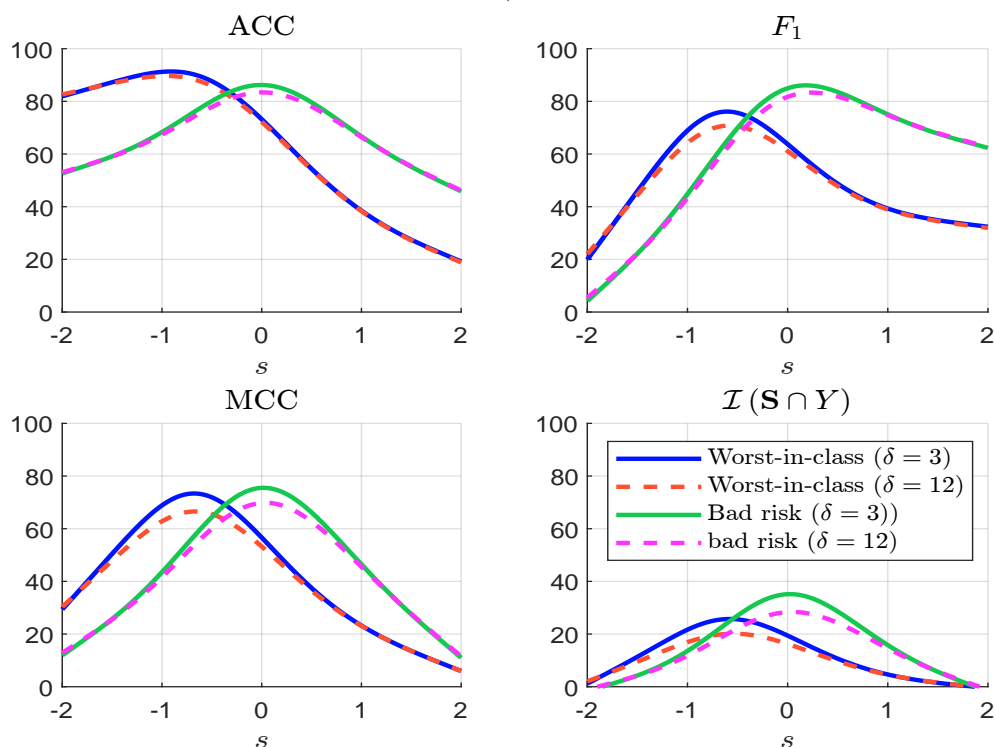 ACC
100
80
60
40
20
0
-2 -1 0 1 2
s
F1
100
80
60
40
20
0
-2 -1 0 1 2
s
MCC
100
80
60
40
20
0
-2 -1 0 1 2
s
I (S ∩ Y)
100
80
60
40
20
0
-2 -1 0 1 2
s
Worst-in-class (δ = 3)
Worst-in-class (δ = 12)
Bad risk (δ = 3))
bad risk (δ = 12)